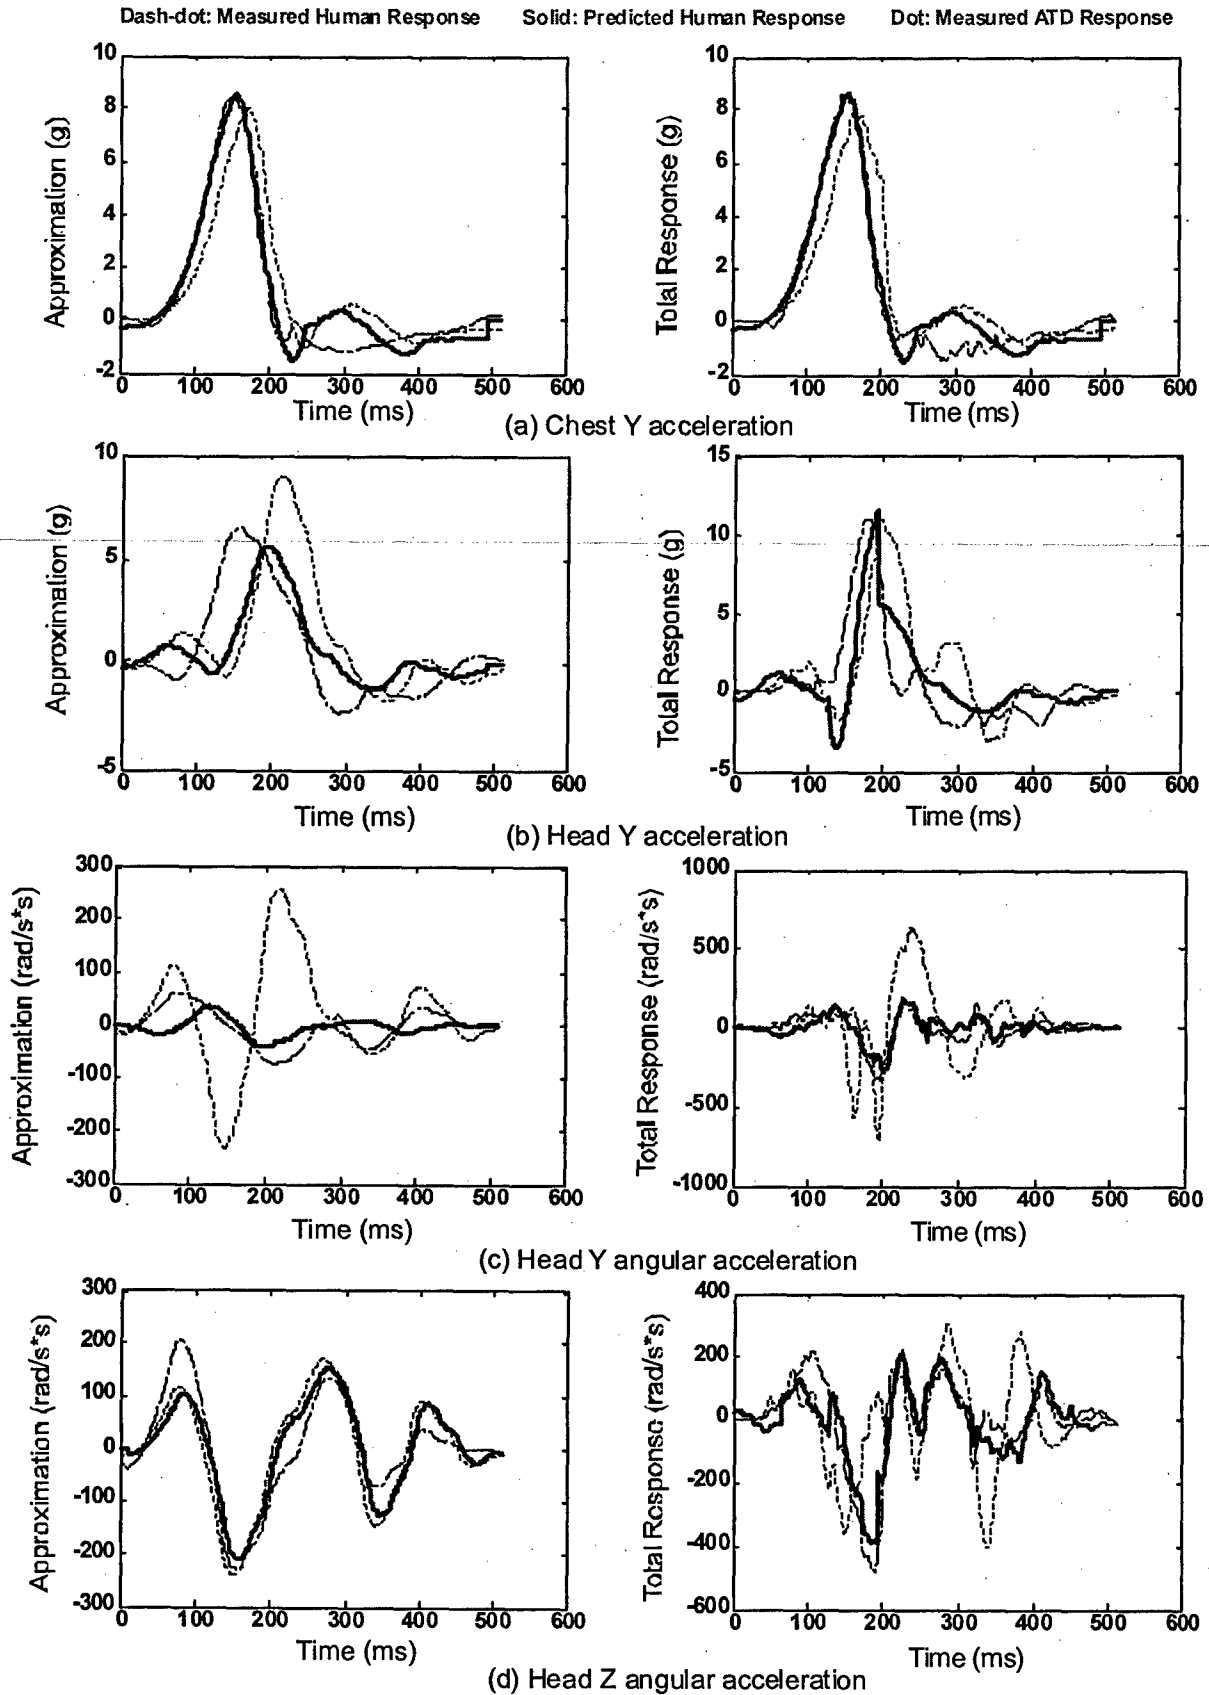 Dash-dot: Measured Human Response Solid: Predicted Human Response Dot: Measured ATD Response
10
8
6
4
2
0
-2
Approximation (g)
0 100 200 300 400 500 600
Time (ms)
10
8
6
4
2
0
-2
Total Response (g)
0 100 200 300 400 500 600
Time (ms)
(a) Chest Y acceleration
10
5
0
-5
Approximation (g)
0 100 200 300 400 500 600
Time (ms)
15
10
5
0
-5
Total Response (g)
0 100 200 300 400 500 600
Time (ms)
(b) Head Y acceleration
300
200
100
0
-100
-200
-300
Approximation (rad/s*s)
0 100 200 300 400 500 600
Time (ms)
1000
500
0
-500
-1000
Total Response (rad/s*s)
0 100 200 300 400 500 600
Time (ms)
(c) Head Y angular acceleration
300
200
100
0
-100
-200
-300
Approximation (rad/s*s)
0 100 200 300 400 500 600
Time (ms)
400
200
0
-200
-400
-600
Total Response (rad/s*s)
0 100 200 300 400 500 600
Time (ms)
(d) Head Z angular acceleration